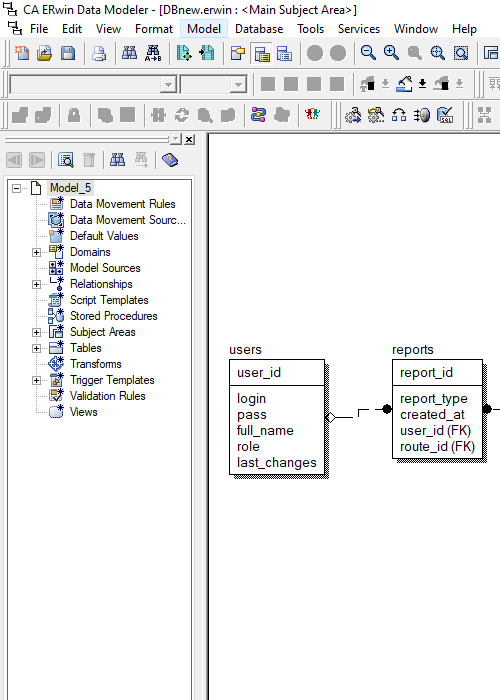 CA ERwin Data Modeler - [DBnew.erwin : <Main Subject Area>]
File Edit View Format Model Database Tools Services Window Help
A→B
SQL
Model_5
Data Movement Rules
Data Movement Sourc...
Default Values
Domains
Model Sources
Relationships
Script Templates
Stored Procedures
Subject Areas
Tables
Transforms
Trigger Templates
Validation Rules
Views
users
user_id
login
pass
full_name
role
last_changes
reports
report_id
report_type
created_at
user_id (FK)
route_id (FK)